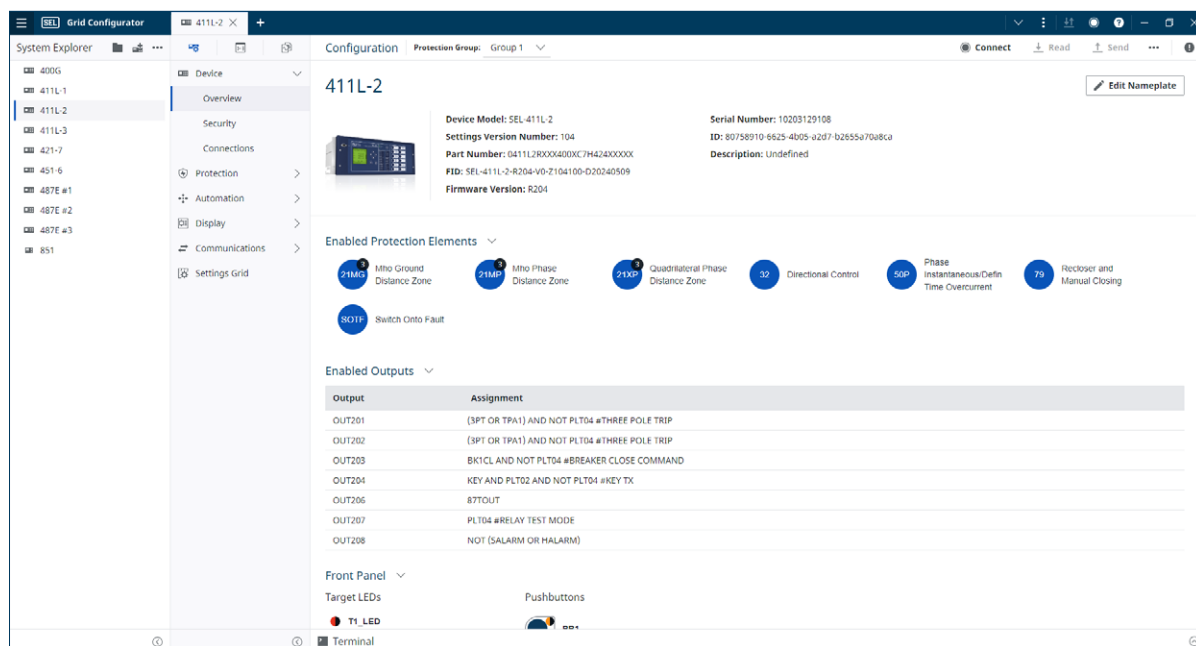 SEL Grid Configurator
411L-2
System Explorer
Configuration Protection Group: Group 1
Connect Read Send
400G
411L-1
411L-2
411L-3
421-7
451-6
487E #1
487E #2
487E #3
851
Device
Overview
Security
Connections
Protection
Automation
Display
Communications
Settings Grid
411L-2
Edit Nameplate
Device Model: SEL-411L-2
Settings Version Number: 104
Part Number: 0411L2RXXX400XC7H424XXXXX
FID: SEL-411L-2-R204-V0-Z104100-D20240509
Firmware Version: R204
Serial Number: 10203129108
ID: 80758910-6625-4b05-a2d7-b2655a70a8ca
Description: Undefined
Enabled Protection Elements
21MG 3 Mho Ground
Distance Zone
21MP 3 Mho Phase
Distance Zone
21XP 3 Quadrilateral Phase
Distance Zone
32 Directional Control
50P Phase
Instantaneous/Defin
Time Overcurrent
79 Recloser and
Manual Closing
SOTF Switch Onto Fault
Enabled Outputs
Output Assignment
OUT201 (3PT OR TPA1) AND NOT PLT04 #THREE POLE TRIP
OUT202 (3PT OR TPA1) AND NOT PLT04 #THREE POLE TRIP
OUT203 BK1CL AND NOT PLT04 #BREAKER CLOSE COMMAND
OUT204 KEY AND PLT02 AND NOT PLT04 #KEY TX
OUT206 87TOUT
OUT207 PLT04 #RELAY TEST MODE
OUT208 NOT (SALARM OR HALARM)
Front Panel
Target LEDs Pushbuttons
T1_LED
Terminal